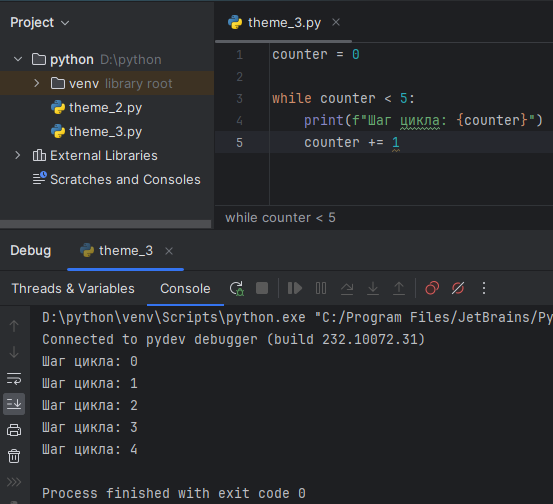 Project
python D:\python
venv library root
theme_2.py
theme_3.py
External Libraries
Scratches and Consoles
theme_3.py
1 counter = 0
2
3 while counter < 5:
4 print(f"Шаг цикла: {counter}")
5 counter += 1
while counter < 5
Debug theme_3
Threads & Variables Console
D:\python\venv\Scripts\python.exe "C:/Program Files/JetBrains/Py
Connected to pydev debugger (build 232.10072.31)
Шаг цикла: 0
Шаг цикла: 1
Шаг цикла: 2
Шаг цикла: 3
Шаг цикла: 4
Process finished with exit code 0